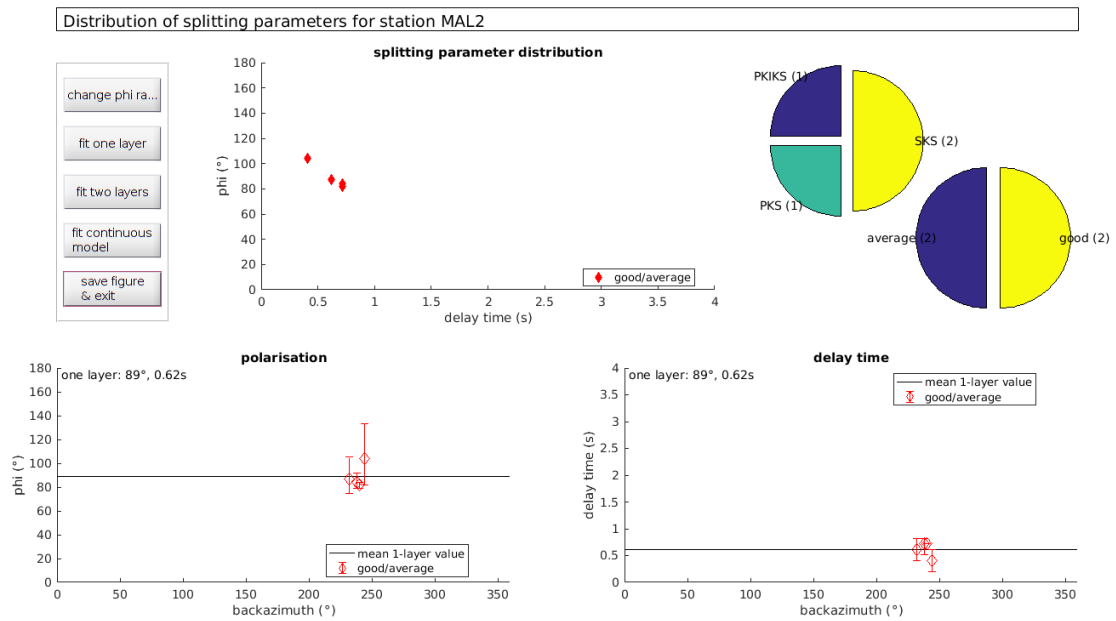 Distribution of splitting parameters for station MAL2
change phi ra...
fit one layer
fit two layers
fit continuous
model
save figure
& exit
splitting parameter distribution
180
160
140
120
100
80
60
40
20
0
phi (°)
0
0.5
1
1.5
2
2.5
3
3.5
4
delay time (s)
good/average
PKIKS (1)
SKS (2)
PKS (1)
average (2)
good (2)
polarisation
one layer: 89°, 0.62s
180
160
140
120
100
80
60
40
20
0
phi (°)
0
50
100
150
200
250
300
350
backazimuth (°)
mean 1-layer value
good/average
delay time
one layer: 89°, 0.62s
4
3.5
3
2.5
2
1.5
1
0.5
0
delay time (s)
0
50
100
150
200
250
300
350
backazimuth (°)
mean 1-layer value
good/average